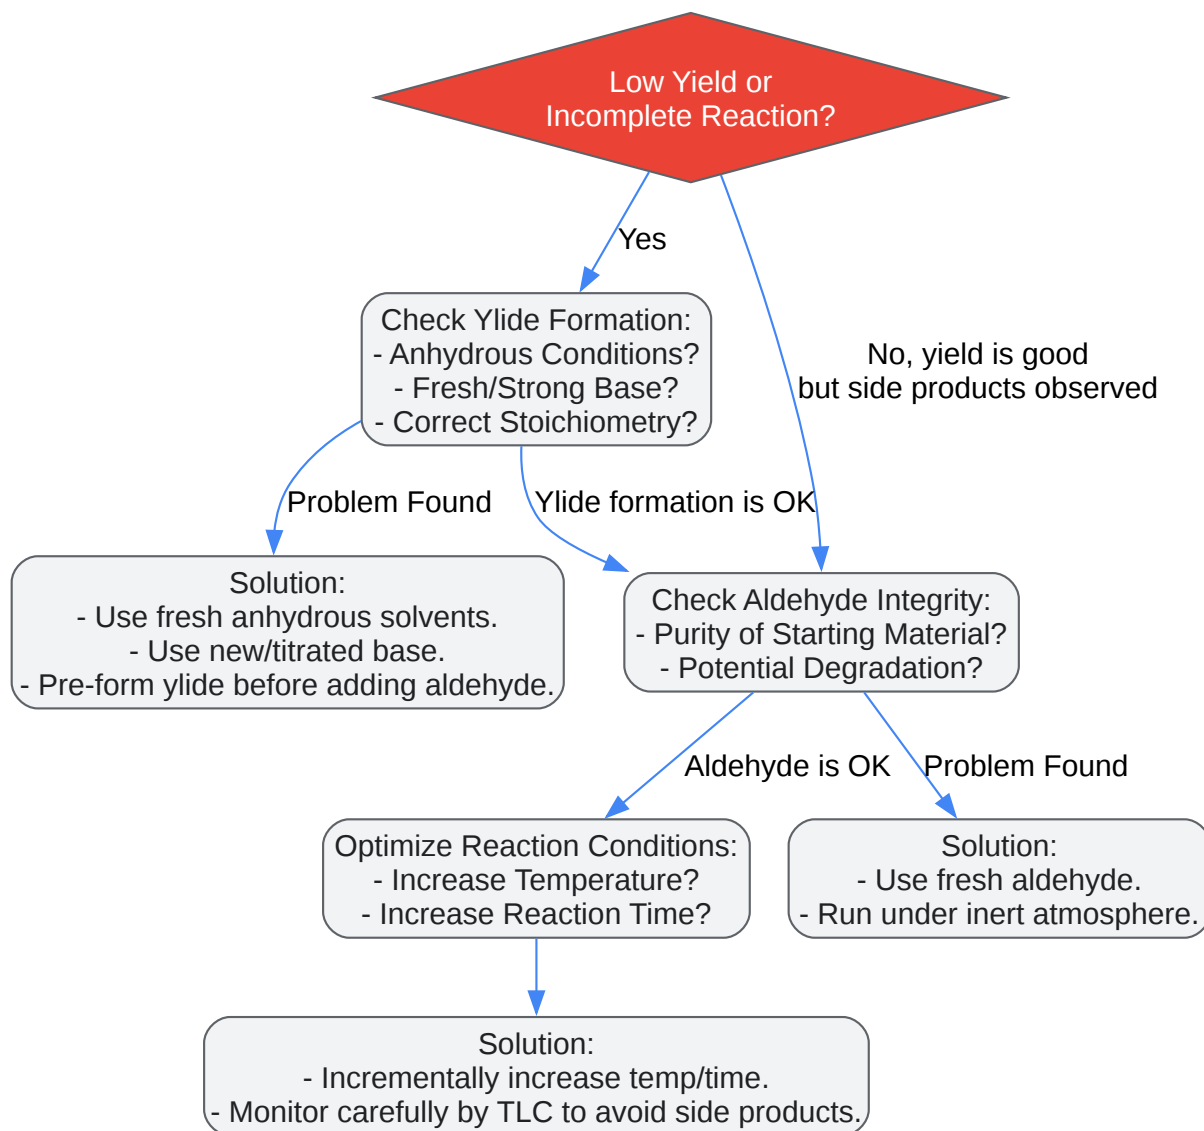 Low Yield or
Incomplete Reaction?
Yes
No, yield is good
but side products observed
Check Ylide Formation:
- Anhydrous Conditions?
- Fresh/Strong Base?
- Correct Stoichiometry?
Problem Found
Ylide formation is OK
Solution:
- Use fresh anhydrous solvents.
- Use new/titrated base.
- Pre-form ylide before adding aldehyde.
Check Aldehyde Integrity:
- Purity of Starting Material?
- Potential Degradation?
Aldehyde is OK
Problem Found
Optimize Reaction Conditions:
- Increase Temperature?
- Increase Reaction Time?
Solution:
- Use fresh aldehyde.
- Run under inert atmosphere.
Solution:
- Incrementally increase temp/time.
- Monitor carefully by TLC to avoid side products.